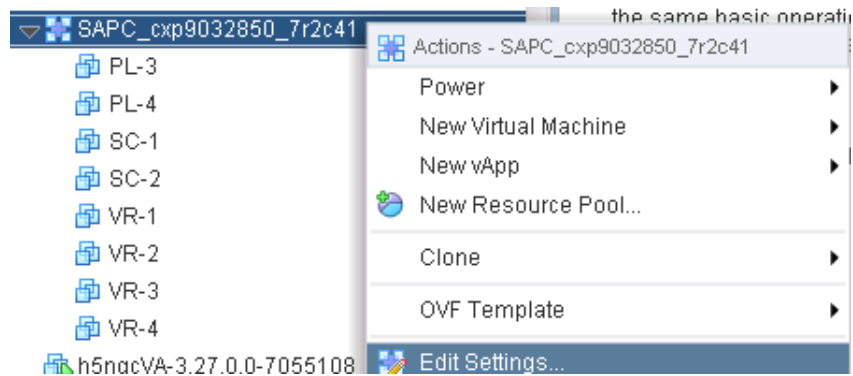 SAPC_cxp9032850_7r2c41
PL-3
PL-4
SC-1
SC-2
VR-1
VR-2
VR-3
VR-4
h5ngcVA-3.27.0.0-7055108
the same basic operati
Actions - SAPC_cxp9032850_7r2c41
Power
New Virtual Machine
New vApp
New Resource Pool...
Clone
OVF Template
Edit Settings...